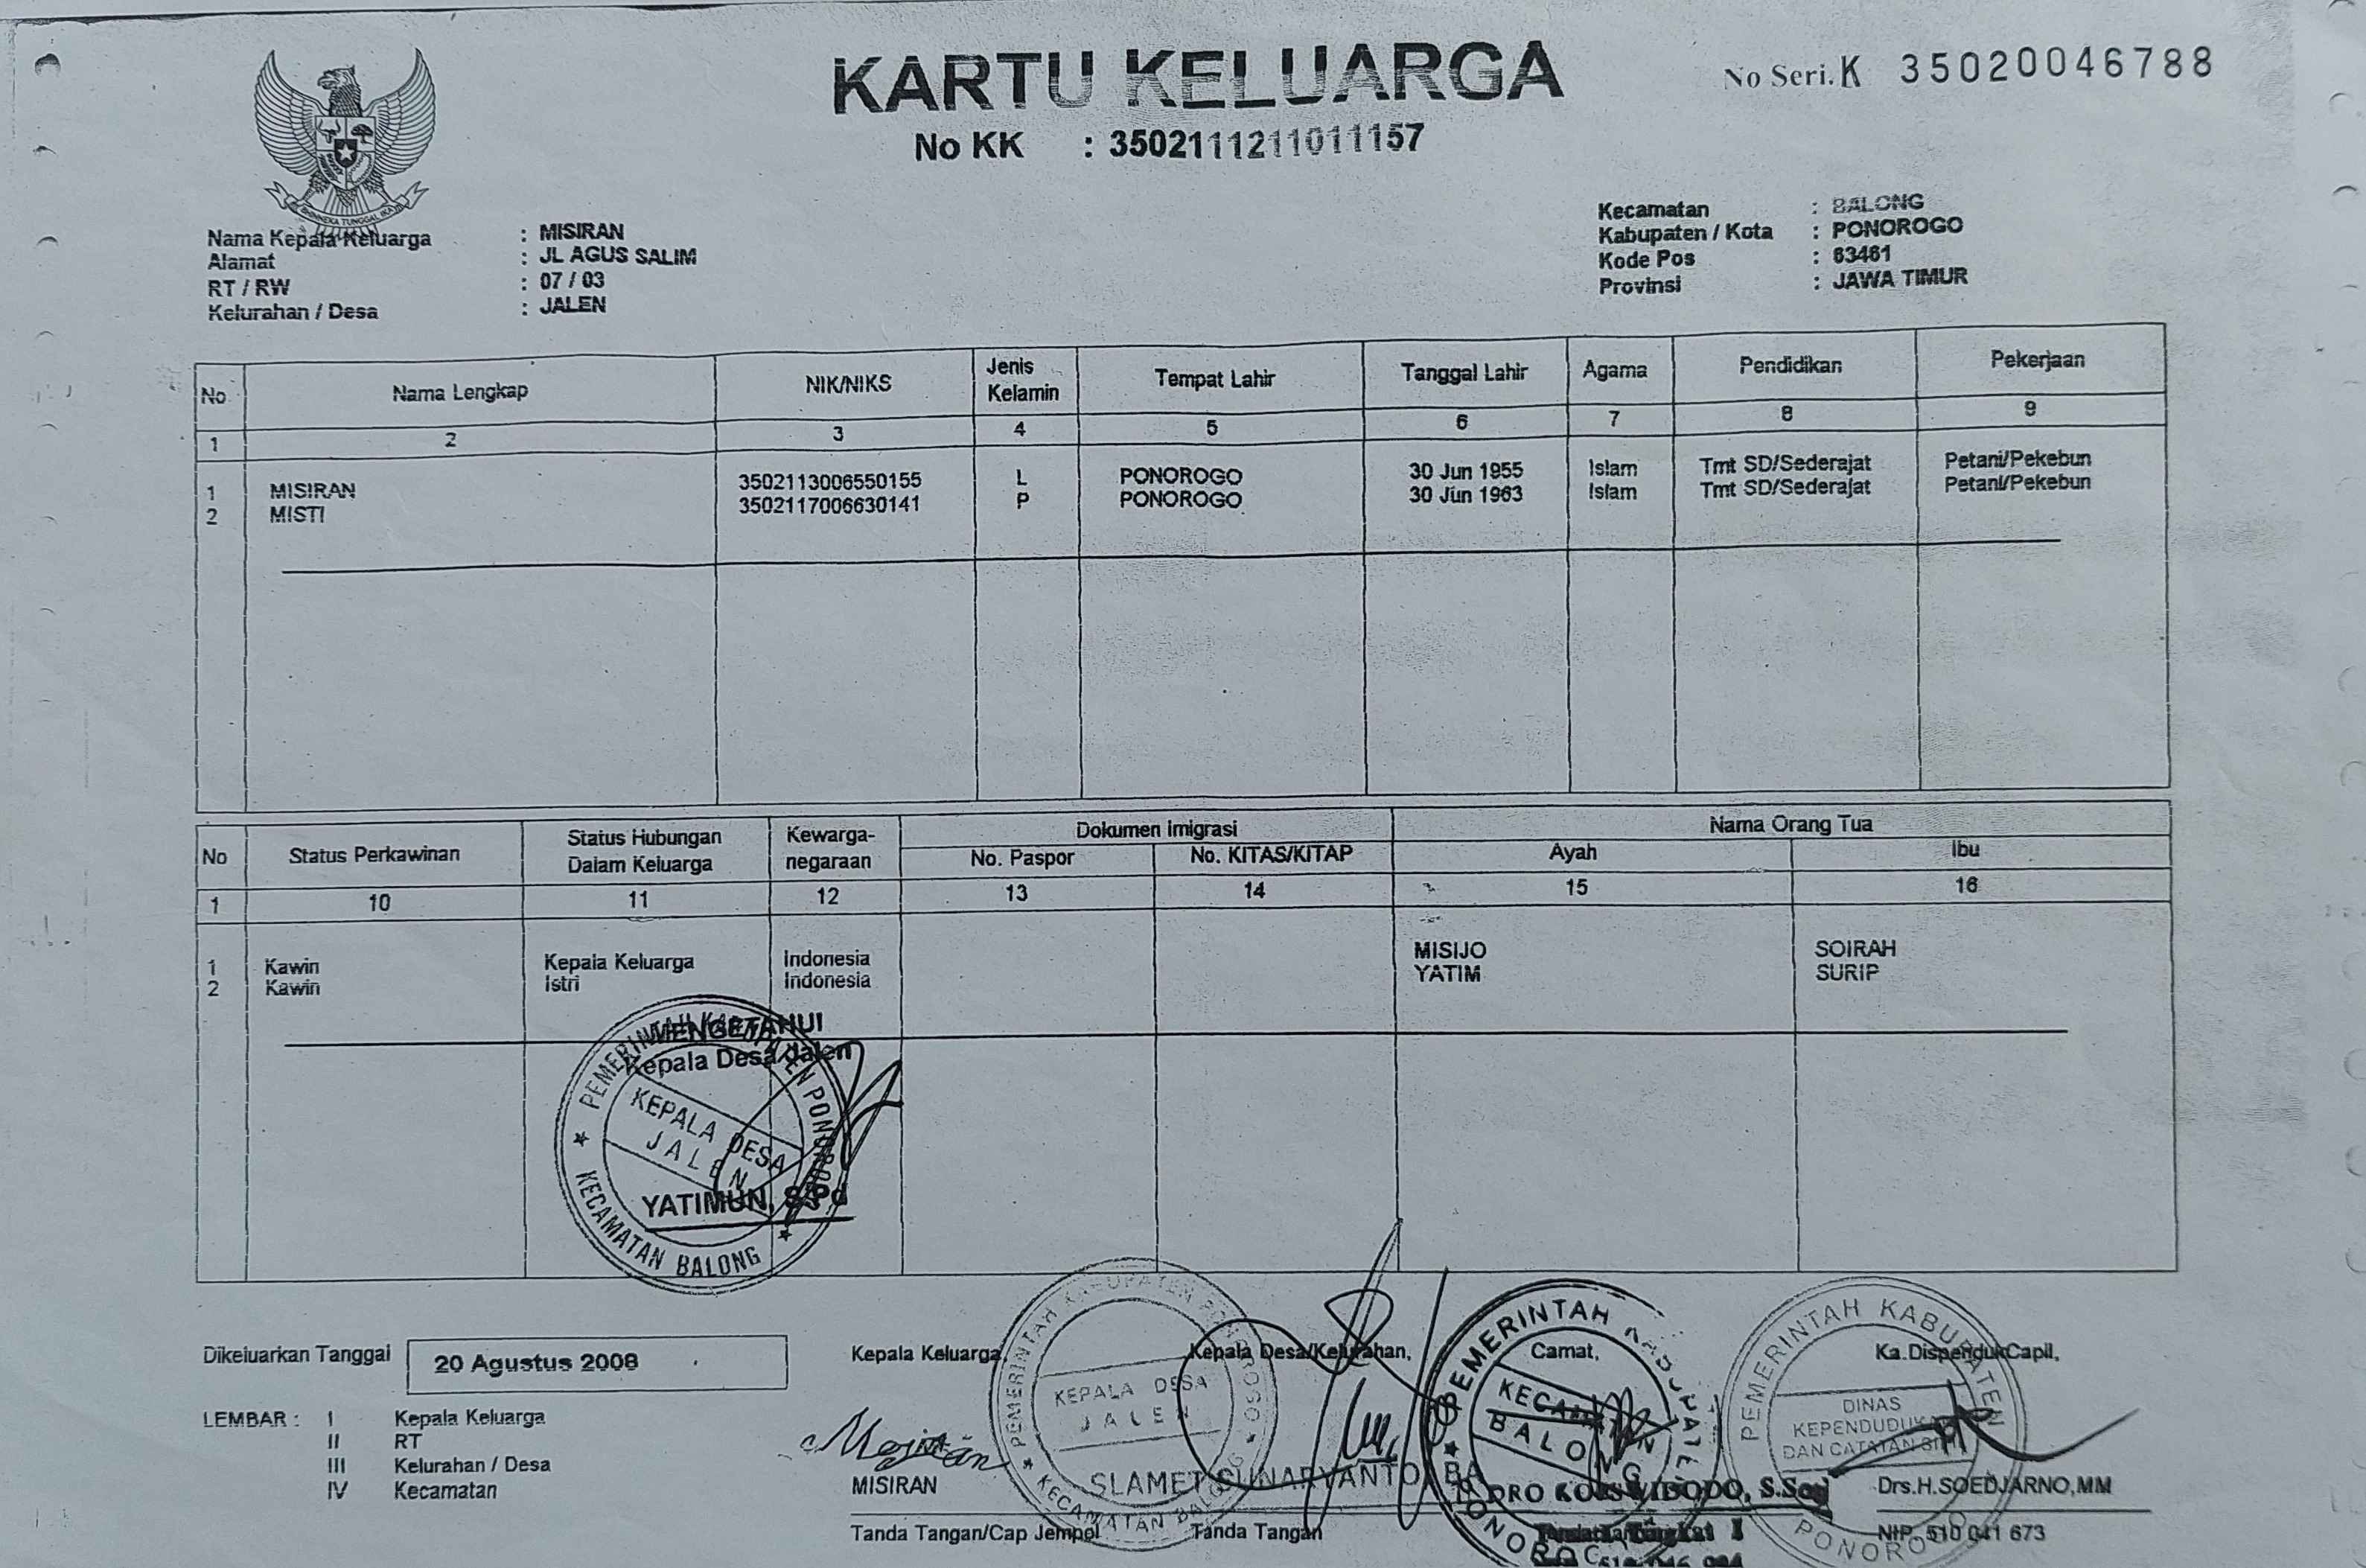 KARTU KELUARGA
No Seri. K 35020046788
No KK : 3502111211011157
BHINNEKA TUNGGAL IKA
Nama Kepala Keluarga : MISIRAN
Alamat : JL AGUS SALIM
RT / RW : 07 / 03
Kelurahan / Desa : JALEN
Kecamatan : BALONG
Kabupaten / Kota : PONOROGO
Kode Pos : 63461
Provinsi : JAWA TIMUR
No Nama Lengkap NIK/NIKS Jenis Kelamin Tempat Lahir Tanggal Lahir Agama Pendidikan Pekerjaan
1 2 3 4 5 6 7 8 9
1 MISIRAN 3502113006550155 L PONOROGO 30 Jun 1955 Islam Tmt SD/Sederajat Petani/Pekebun
2 MISTI 3502117006630141 P PONOROGO 30 Jun 1963 Islam Tmt SD/Sederajat Petani/Pekebun
Dokumen Imigrasi Nama Orang Tua
No Status Perkawinan Status Hubungan Dalam Keluarga Kewarga-negaraan No. Paspor No. KITAS/KITAP Ayah Ibu
1 10 11 12 13 14 15 16
1 Kawin Kepala Keluarga Indonesia MISIJO SOIRAH
2 Kawin Istri Indonesia YATIM SURIP
MENGETAHUI
Kepala Desa Jalen
PEMERINTAH KABUPATEN PONOROGO
KEPALA DESA
JALEN
YATIMUN, S.Pd
KECAMATAN BALONG
Dikeluarkan Tanggal 20 Agustus 2008
LEMBAR : I Kepala Keluarga
II RT
III Kelurahan / Desa
IV Kecamatan
Kepala Keluarga,
MISIRAN
Tanda Tangan/Cap Jempol
Kepala Desa/Kelurahan,
PEMERINTAH KABUPATEN PONOROGO
KEPALA DESA
JALEN
KECAMATAN BALONG
SLAMET SUNARYANTO, BA
Tanda Tangan
Camat,
PEMERINTAH KABUPATEN
KECAMATAN
BALONG
PONOROGO
S.Sos
Ka.DispendukCapil,
PEMERINTAH KABUPATEN
DINAS
KEPENDUDUKAN
DAN CATATAN SIPIL
PONOROGO
Drs.H.SOEDJARNO,MM
NIP. 510 041 673